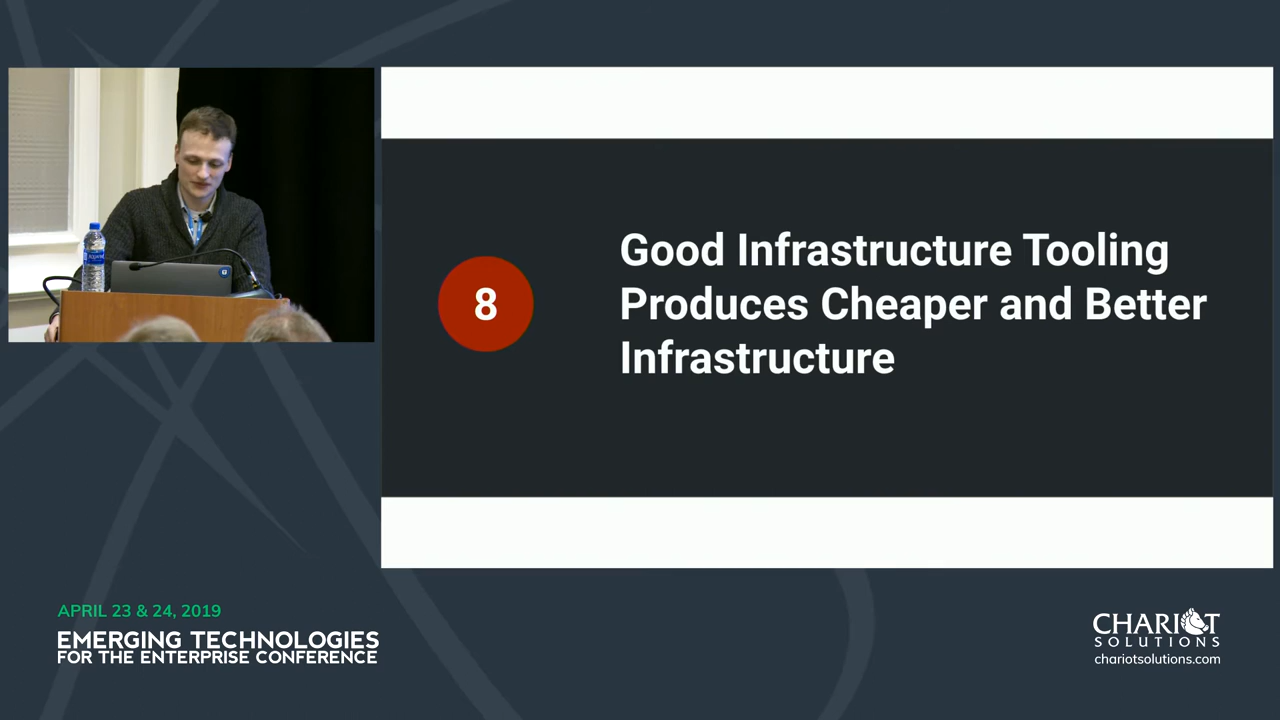 8
Good Infrastructure Tooling
Produces Cheaper and Better
Infrastructure
APRIL 23 & 24, 2019
EMERGING TECHNOLOGIES
FOR THE ENTERPRISE CONFERENCE
CHARIOT
SOLUTIONS
chariotsolutions.com